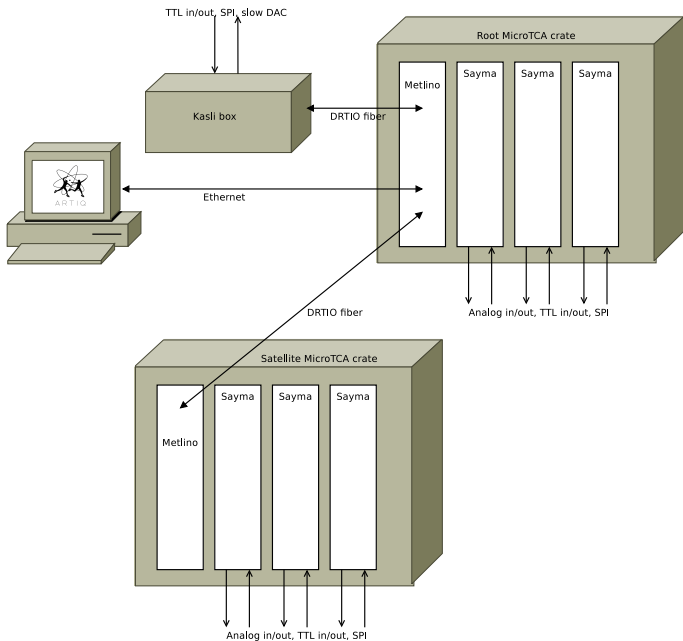 TTL in/out, SPI, slow DAC
Root MicroTCA crate
Metlino
Sayma
Sayma
Sayma
Kasli box
DRTIO fiber
ARTIQ
Ethernet
Analog in/out, TTL in/out, SPI
DRTIO fiber
Satellite MicroTCA crate
Metlino
Sayma
Sayma
Sayma
Analog in/out, TTL in/out, SPI